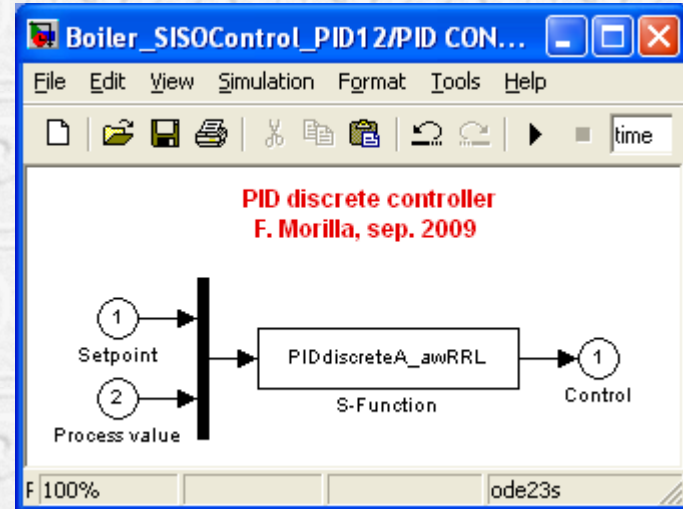 Boiler_SISOControl_PID12/PID CON...
File Edit View Simulation Format Tools Help
time
PID discrete controller
F. Morilla, sep. 2009
1
Setpoint
2
Process value
PIDdiscreteA_awRRL
S-Function
1
Control
F 100% ode23s